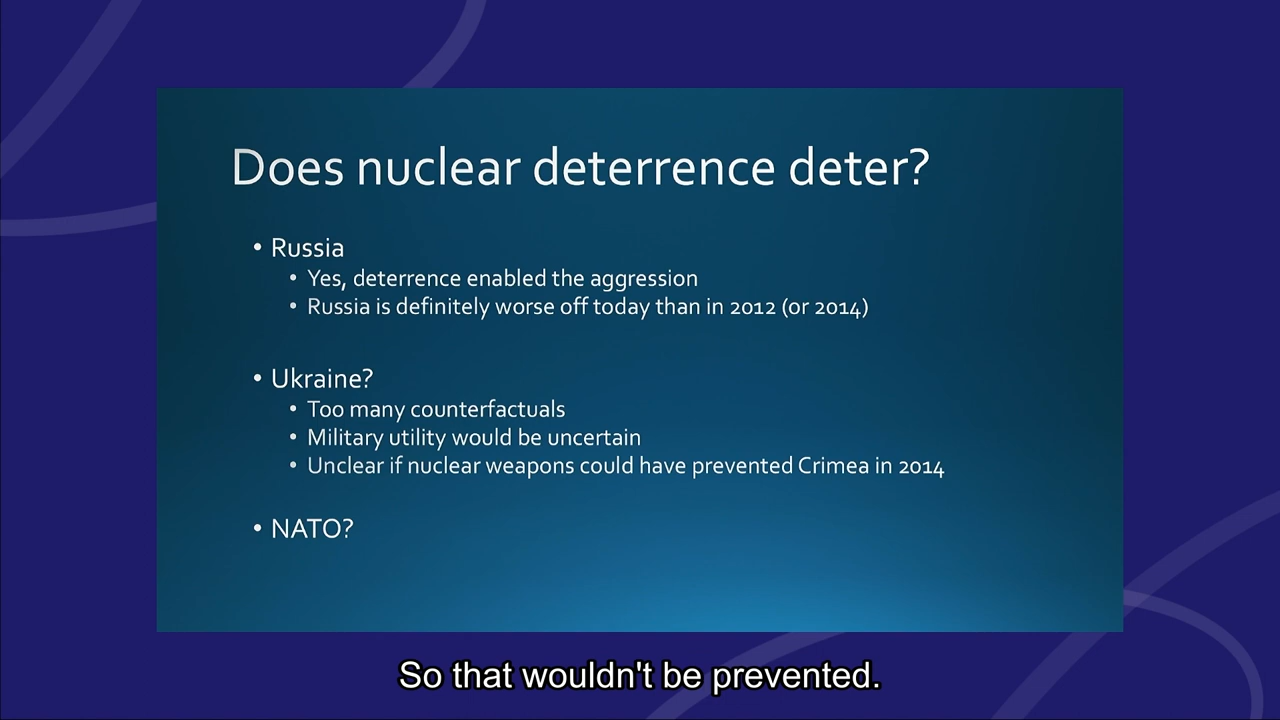 Does nuclear deterrence deter?
• Russia
• Yes, deterrence enabled the aggression
• Russia is definitely worse off today than in 2012 (or 2014)
• Ukraine?
• Too many counterfactuals
• Military utility would be uncertain
• Unclear if nuclear weapons could have prevented Crimea in 2014
• NATO?
So that wouldn't be prevented.